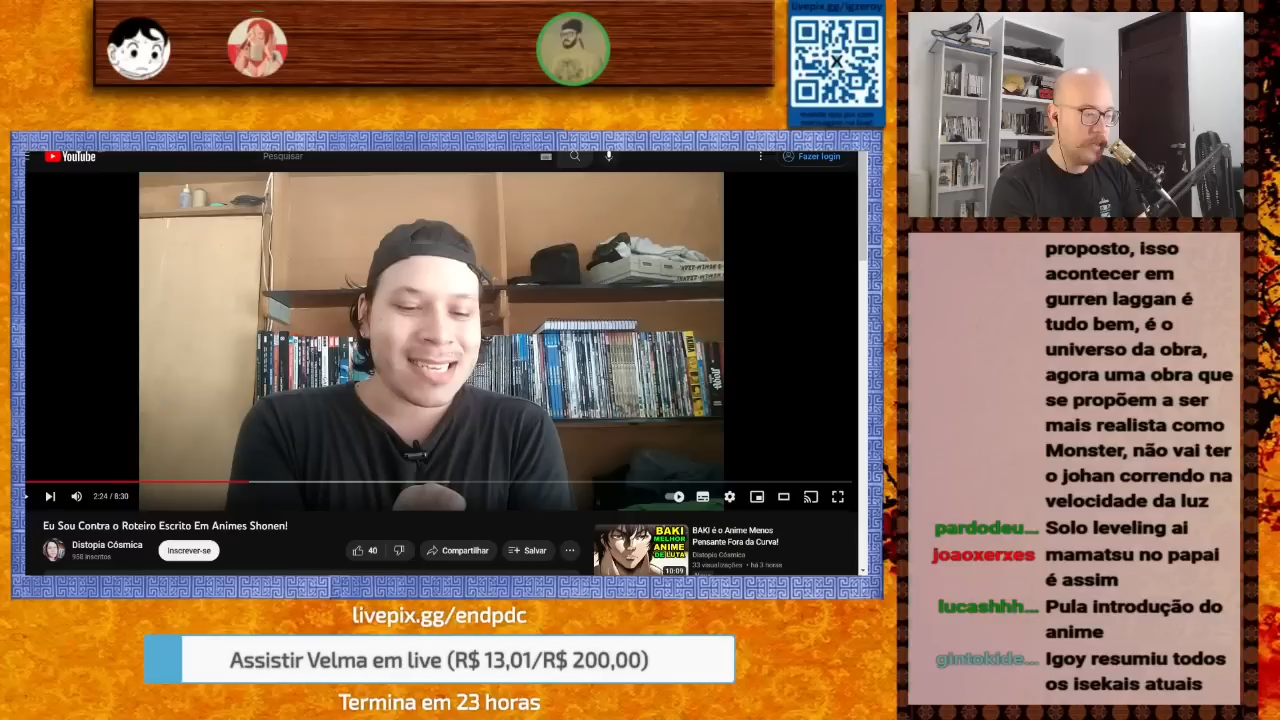 livepix.gg/igzeroy
YouTube
Pesquisar
Fazer login
2:24 / 8:30
Eu Sou Contra o Roteiro Escrito Em Animes Shonen!
Distopia Cósmica
958 inscritos
Inscrever-se
40
Compartilhar
Salvar
BAKI
MELHOR
ANIME
DE LUTA
10:09
BAKI é o Anime Menos
Pensante Fora da Curva!
Distopia Cósmica
33 visualizações • há 3 horas
livepix.gg/endpdc
Assistir Velma em live (R$ 13,01/R$ 200,00)
Termina em 23 horas
proposto, isso
acontecer em
gurren laggan é
tudo bem, é o
universo da obra,
agora uma obra que
se propõem a ser
mais realista como
Monster, não vai ter
o johan correndo na
velocidade da luz
pardodeu... Solo leveling ai
joaoxerxes mamatsu no papai
é assim
lucashhh... Pula introdução do
anime
gintokide... Igoy resumiu todos
os isekais atuais